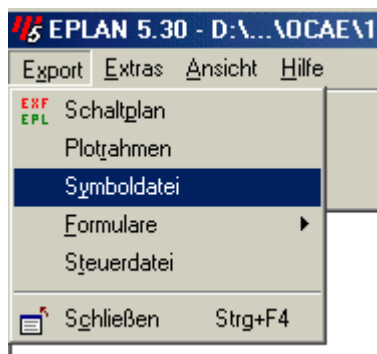 EPLAN 5.30 - D:\...\OCAE\1
Export Extras Ansicht Hilfe
EXF
EPL
Schaltplan
Plotrahmen
Symboldatei
Formulare
Steuerdatei
Schließen Strg+F4